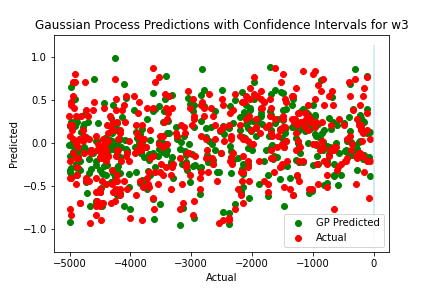 Gaussian Process Predictions with Confidence Intervals for w3
1.0
0.5
0.0
−0.5
−1.0
Predicted
GP Predicted
Actual
−5000 −4000 −3000 −2000 −1000 0
Actual